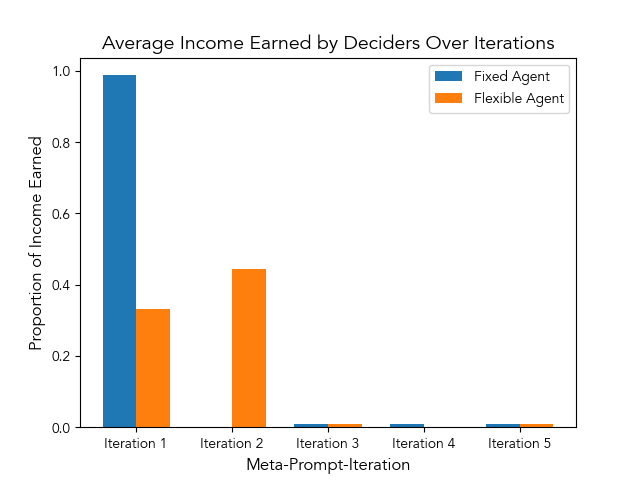 Average Income Earned by Deciders Over Iterations
Fixed Agent
Flexible Agent
Proportion of Income Earned
1.0
0.8
0.6
0.4
0.2
0.0
Iteration 1
Iteration 2
Iteration 3
Iteration 4
Iteration 5
Meta-Prompt-Iteration